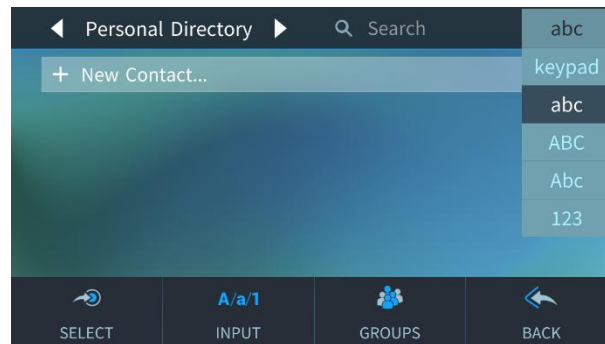 Personal Directory Search abc
+ New Contact...
keypad
abc
ABC
Abc
123
A/a/1
SELECT INPUT GROUPS BACK